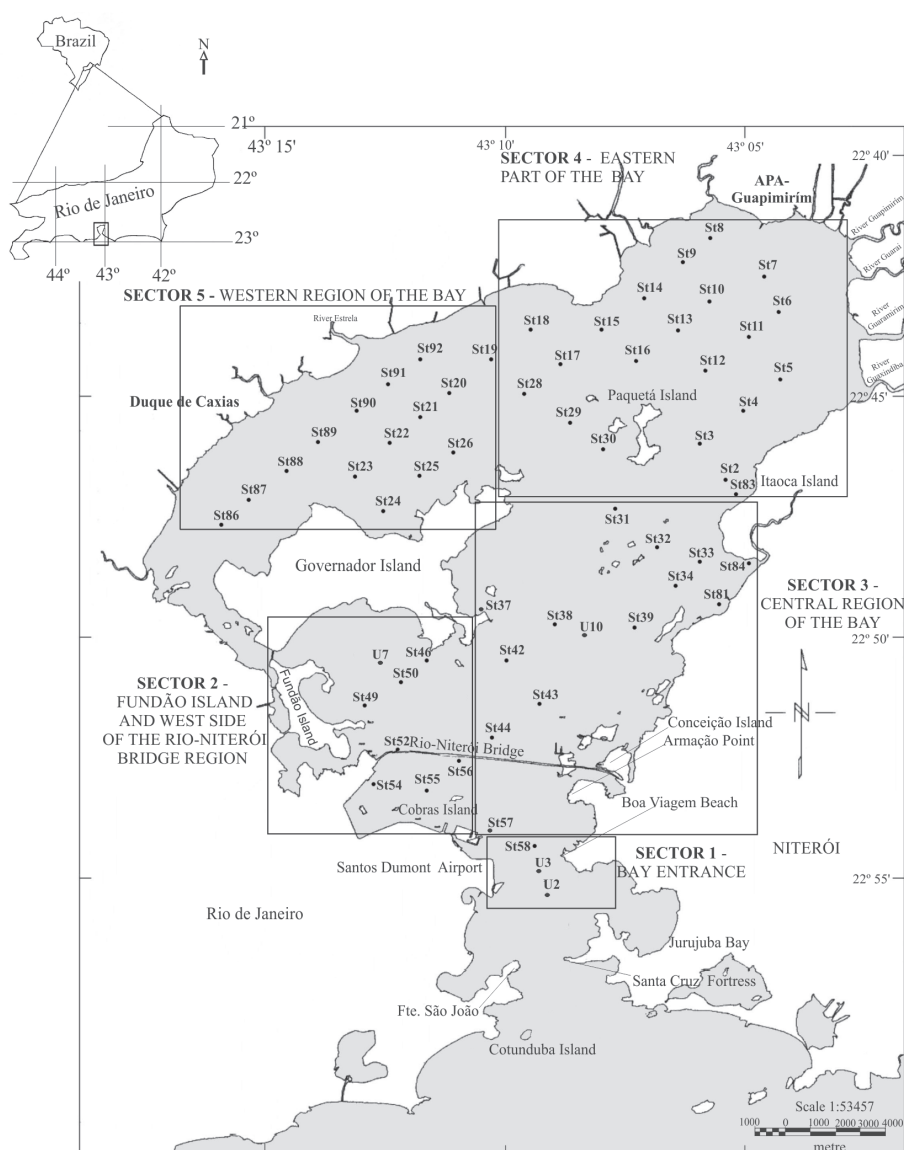 Brazil
N
21º
22º
23º
Rio de Janeiro
44º
43º
42º
43º 15'
43º 10'
43º 05'
22º 40'
22º 45'
22º 50'
22º 55'
SECTOR 4 - EASTERN
PART OF THE BAY
APA-
Guapimirím
River Guapimirim
River Guarai
River
Guaramirim
River
Guaxindiba
St8
St9
St7
St14
St10
St6
St18
St15
St13
St11
St17
St16
St12
St5
St28
Paquetá Island
St4
St29
St30
St3
St2
St83
Itaoca Island
SECTOR 5 - WESTERN REGION OF THE BAY
River Estrela
St92
St19
St91
St20
Duque de Caxias
St90
St21
St89
St22
St26
St88
St23
St25
St87
St24
St86
Governador Island
St31
St32
St33
St84
St34
St81
St37
St38
U10
St39
St42
St43
St44
SECTOR 3 -
CENTRAL REGION
OF THE BAY
N
SECTOR 2 -
FUNDÃO ISLAND
AND WEST SIDE
OF THE RIO-NITERÓI
BRIDGE REGION
Fundão Island
U7
St46
St50
St49
St52
Rio-Niterói Bridge
St56
St54
St55
Cobras Island
St57
Conceição Island
Armação Point
Boa Viagem Beach
Santos Dumont Airport
St58
U3
U2
SECTOR 1 -
BAY ENTRANCE
NITERÓI
Rio de Janeiro
Jurujuba Bay
Santa Cruz Fortress
Fte. São João
Cotunduba Island
Scale 1:53457
1000 0 1000 2000 3000 4000
metre